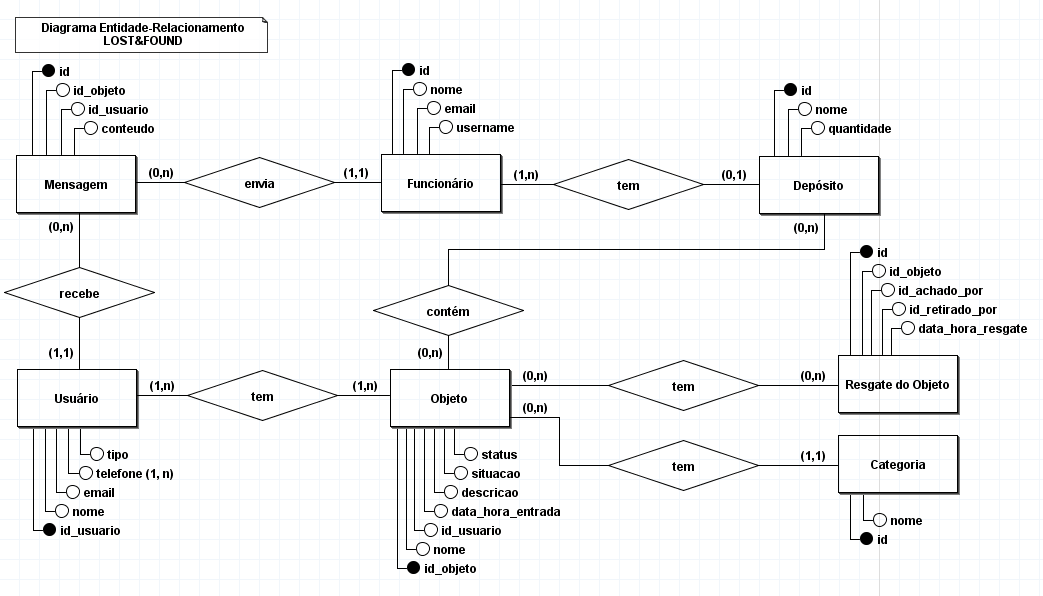 Diagrama Entidade-Relacionamento
LOST&FOUND
id
id_objeto
id_usuario
conteudo
id
nome
email
username
id
nome
quantidade
Mensagem
(0,n)
envia
(1,1)
Funcionário
(1,n)
tem
(0,1)
Depósito
(0,n)
(0,n)
id
id_objeto
id_achado_por
id_retirado_por
data_hora_resgate
recebe
contém
(1,1)
(0,n)
Usuário
(1,n)
tem
(1,n)
Objeto
(0,n)
tem
(0,n)
Resgate do Objeto
(0,n)
tem
(1,1)
Categoria
tipo
telefone (1, n)
email
nome
id_usuario
status
situacao
descricao
data_hora_entrada
id_usuario
nome
id_objeto
nome
id